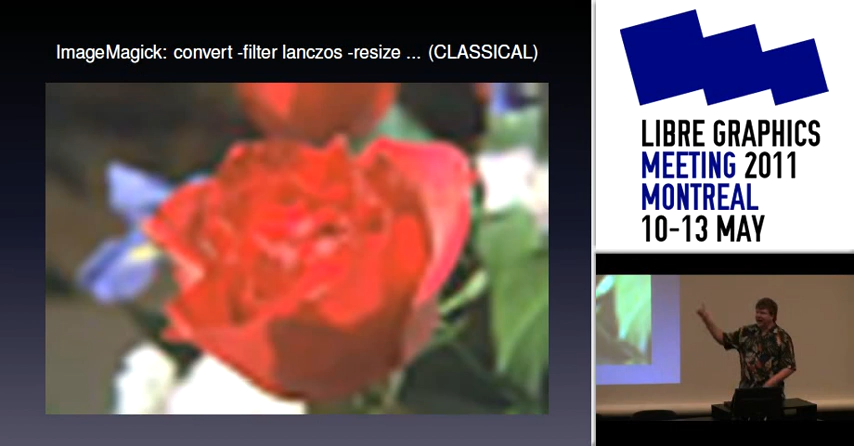 ImageMagick: convert -filter lanczos -resize ... (CLASSICAL)
LIBRE GRAPHICS
MEETING 2011
MONTREAL
10-13 MAY